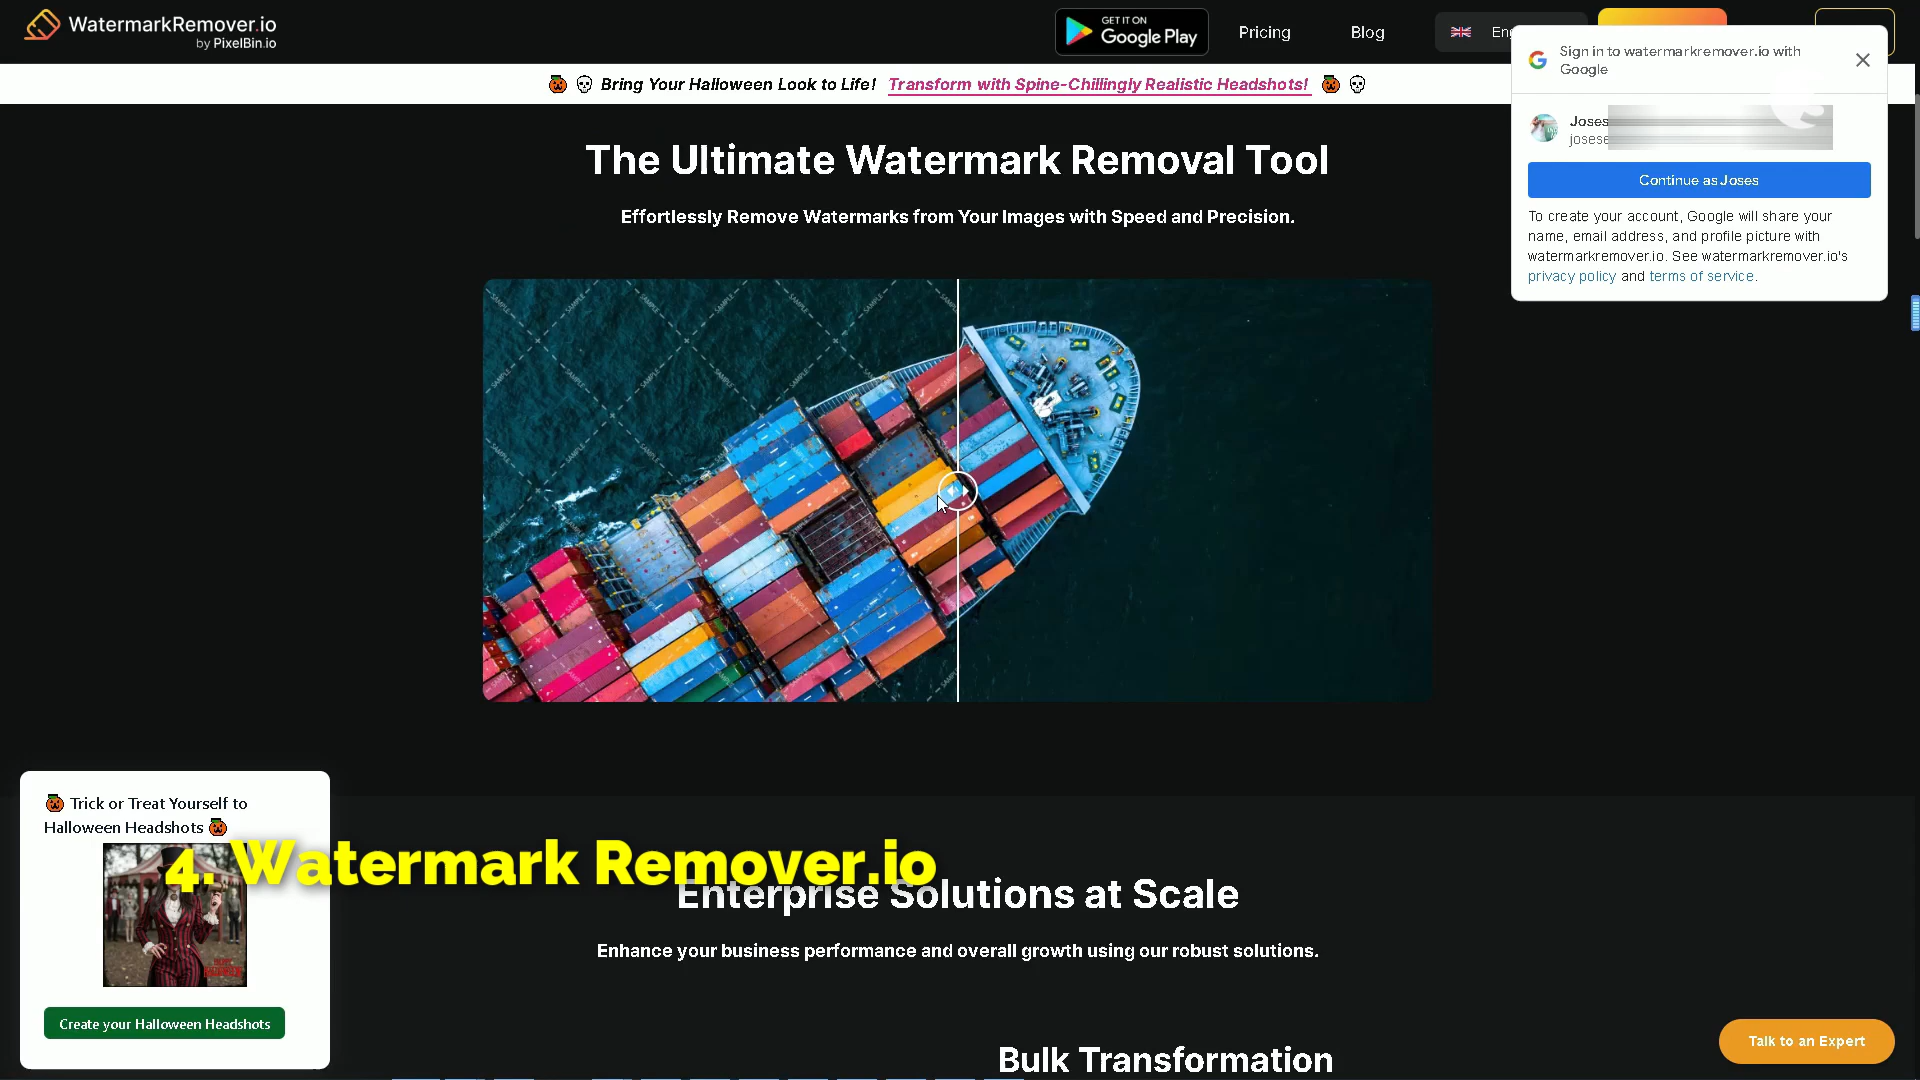 WatermarkRemover.io
by PixelBin.io
GET IT ON
Google Play
Pricing
Blog
Sign in to watermarkremover.io with
Google
Joses
Continue as Joses
To create your account, Google will share your
name, email address, and profile picture with
watermarkremover.io. See watermarkremover.io's
privacy policy and terms of service.
🎃 💀 Bring Your Halloween Look to Life! Transform with Spine-Chillingly Realistic Headshots! 🎃 💀
The Ultimate Watermark Removal Tool
Effortlessly Remove Watermarks from Your Images with Speed and Precision.
SAMPLE
🎃 Trick or Treat Yourself to
Halloween Headshots 🎃
4. Watermark Remover.io
Create your Halloween Headshots
Enterprise Solutions at Scale
Enhance your business performance and overall growth using our robust solutions.
Bulk Transformation
Talk to an Expert